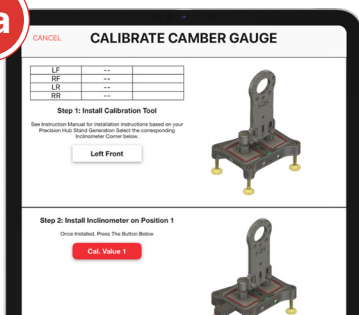 a
CANCEL
CALIBRATE CAMBER GAUGE
LF --
RF --
LR --
RR --
Step 1: Install Calibration Tool
See Instruction Manual for installation instructions based on your
Precision Hub Stand Generation Select the corresponding
Inclinometer Corner below.
Left Front
Step 2: Install Inclinometer on Position 1
Once Installed, Press The Button Below
Cal. Value 1